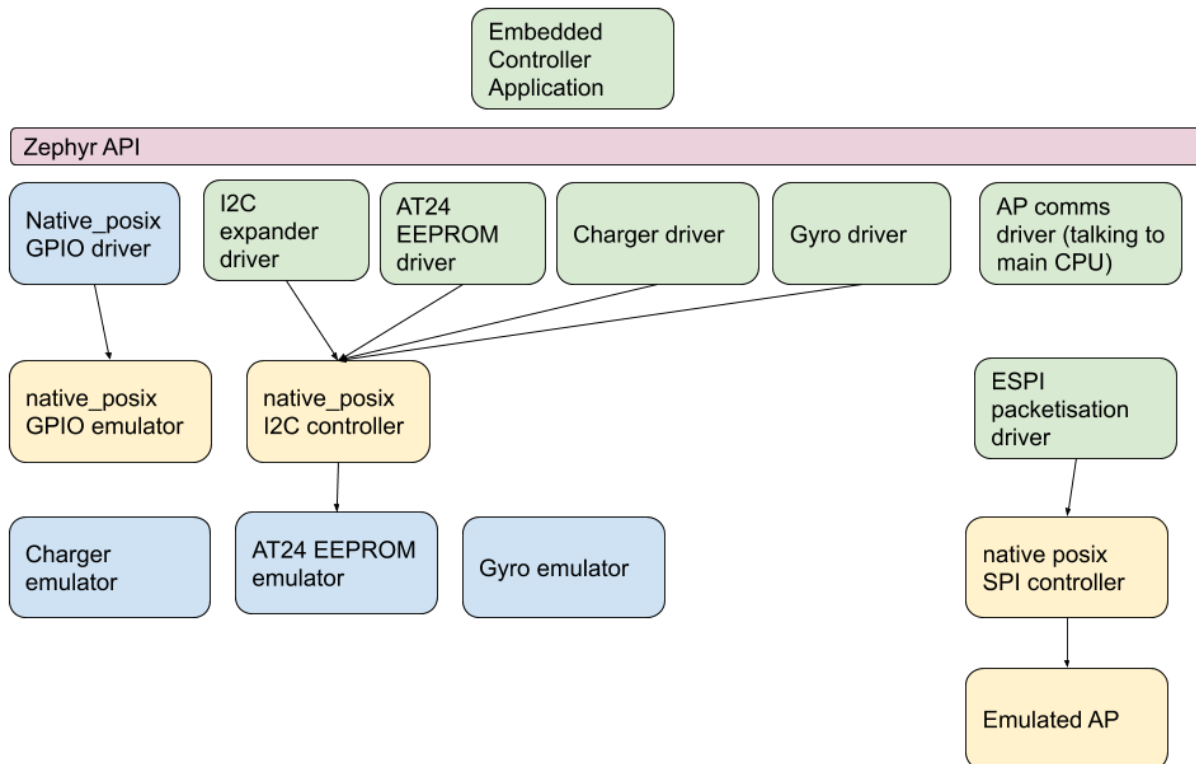 Embedded
Controller
Application
Zephyr API
Native_posix
GPIO driver
I2C
expander
driver
AT24
EEPROM
driver
Charger driver
Gyro driver
AP comms
driver (talking to
main CPU)
native_posix
GPIO emulator
native_posix
I2C controller
ESPI
packetisation
driver
Charger
emulator
AT24 EEPROM
emulator
Gyro emulator
native posix
SPI controller
Emulated AP